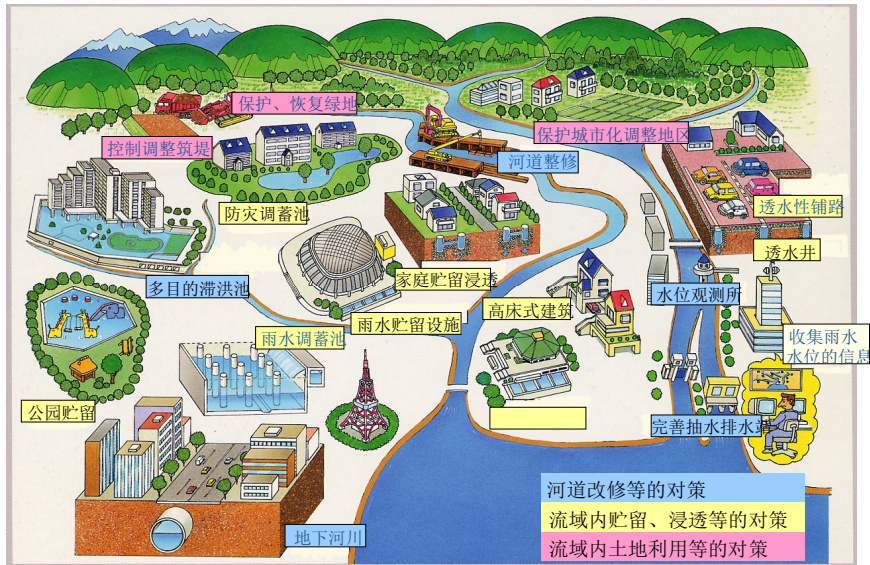 保护、恢复绿地
控制调整筑堤
保护城市化调整地区
河道整修
防灾调蓄池
透水性铺路
透水井
多目的滞洪池
家庭贮留浸透
高床式建筑
水位观测所
雨水贮留设施
雨水调蓄池
收集雨水
水位的信息
公园贮留
完善抽水排水站
地下河川
河道改修等的对策
流域内贮留、浸透等的对策
流域内土地利用等的对策